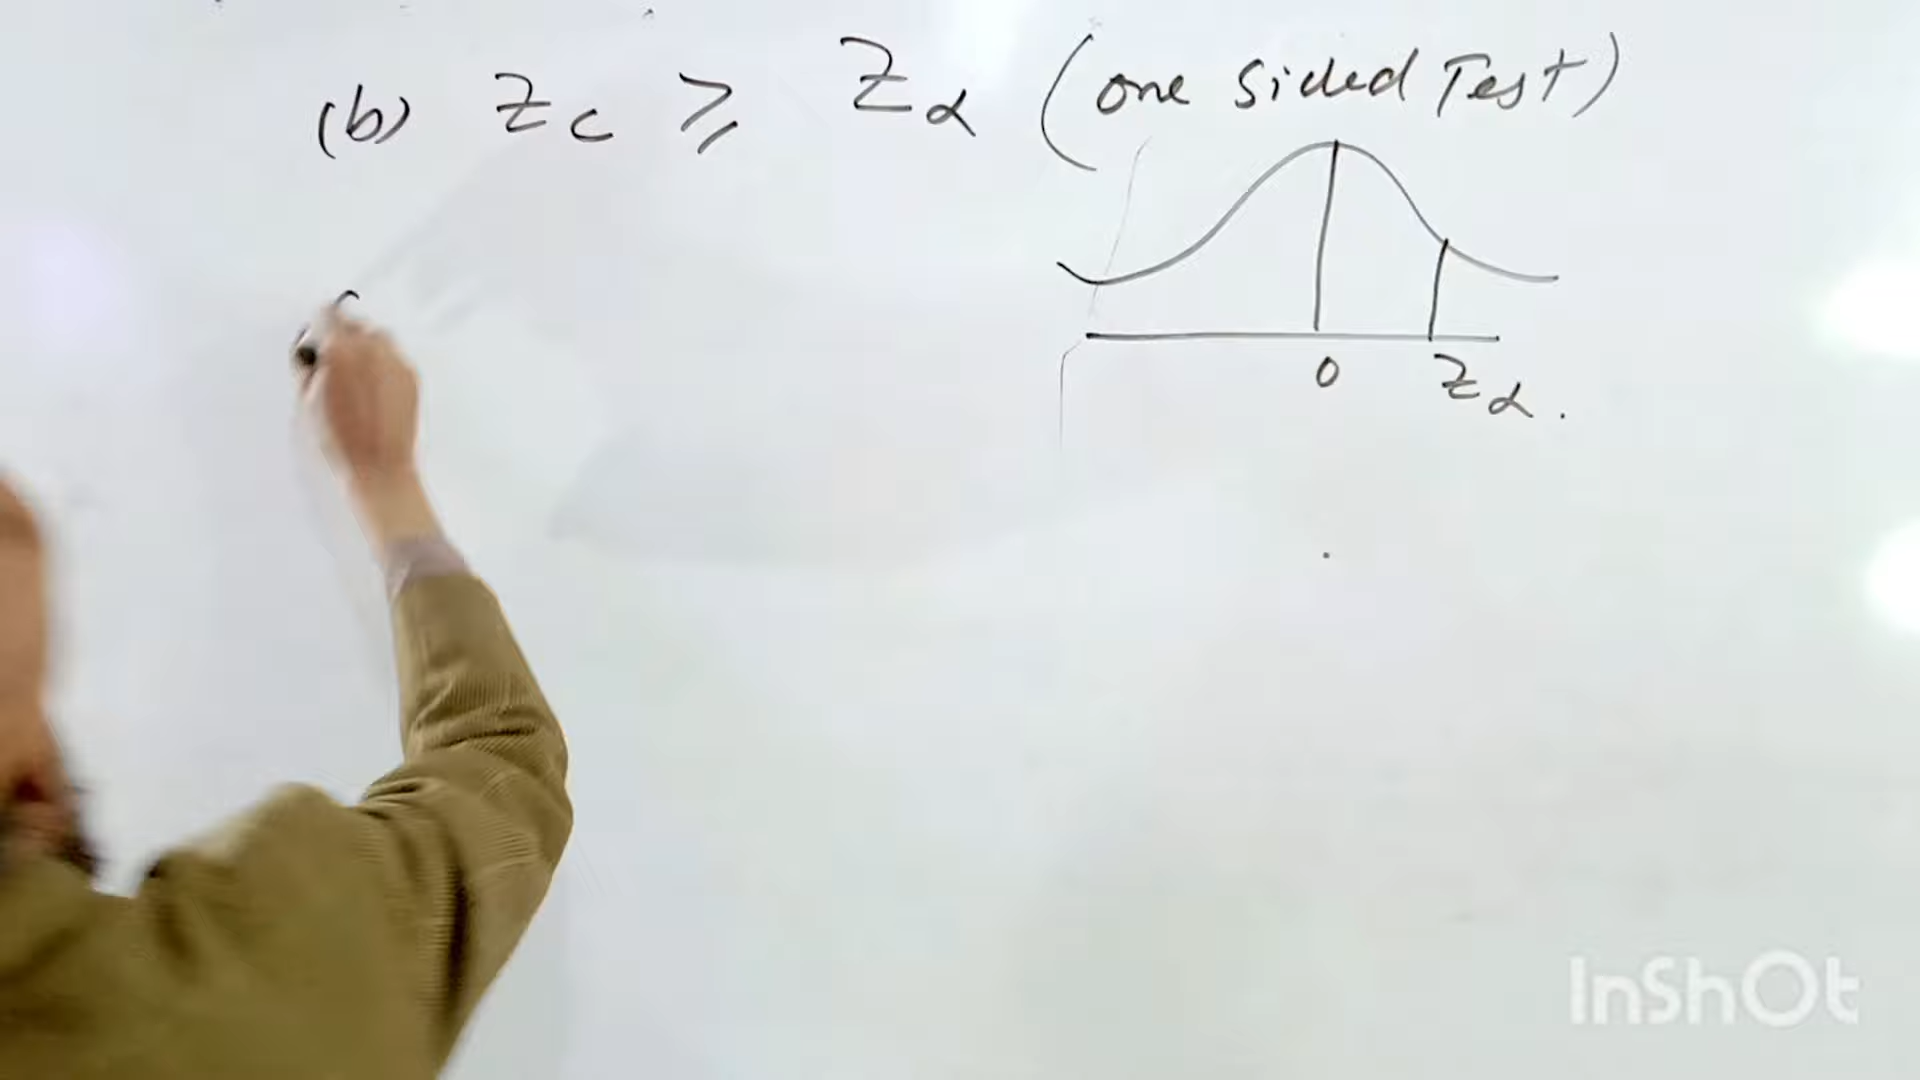 (b) Zc ≥ Zα (one sided Test)
0 Zα.
InShOt